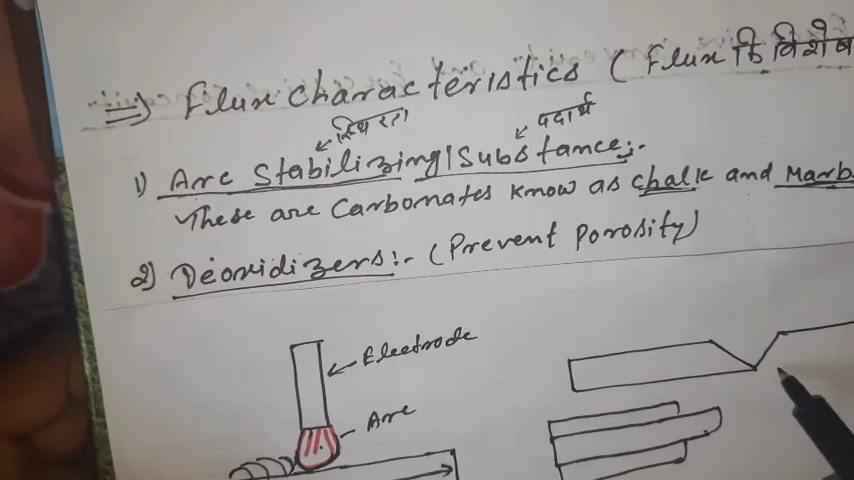 => Flux characteristics ( Flux कि विशेष
स्थिरता पदार्थ
1) Arc Stabilizing | Substance :-
These are Carbonates know as chalk and Marb
2) Deoxidizers :- (Prevent Porosity)
Electrode
Arc